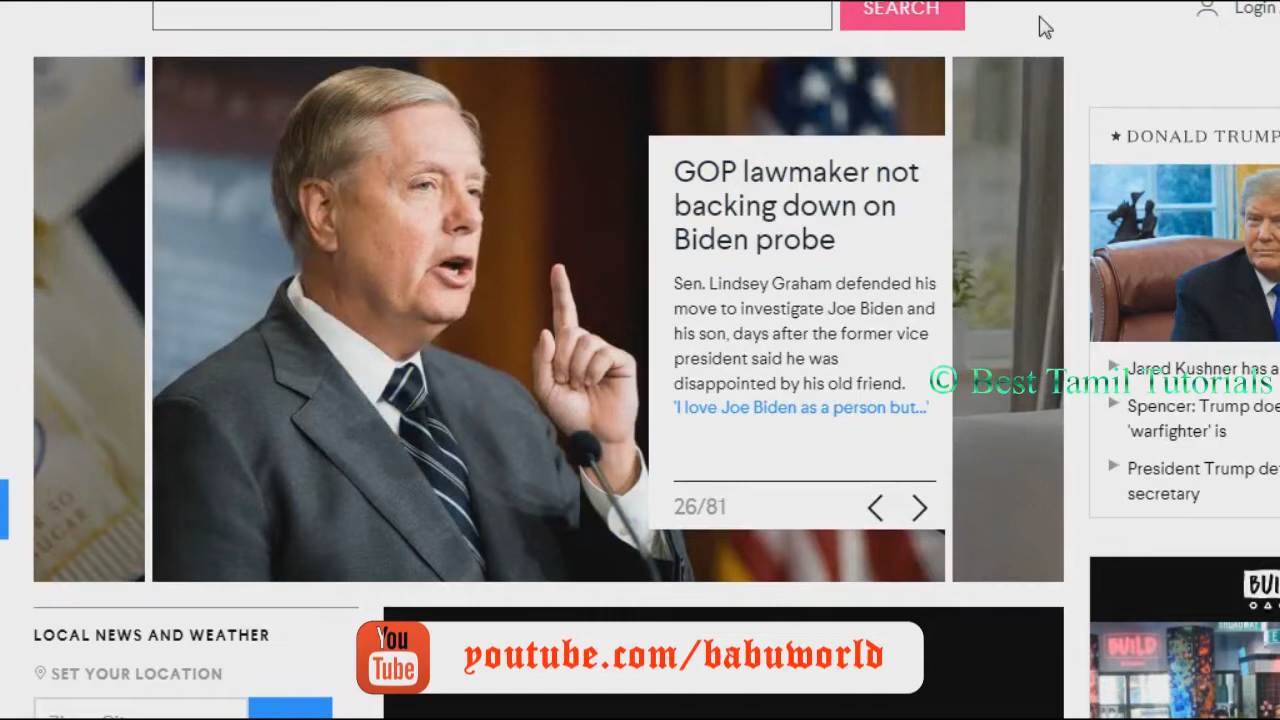 SEARCH
Login
GOP lawmaker not
backing down on
Biden probe
Sen. Lindsey Graham defended his
move to investigate Joe Biden and
his son, days after the former vice
president said he was
disappointed by his old friend.
'I love Joe Biden as a person but...'
26/81
★ DONALD TRUMP
Jared Kushner has a
© Best Tamil Tutorials
Spencer: Trump doe
'warfighter' is
President Trump de
secretary
LOCAL NEWS AND WEATHER
SET YOUR LOCATION
BUI
BUILD
You
Tube
youtube.com/babuworld